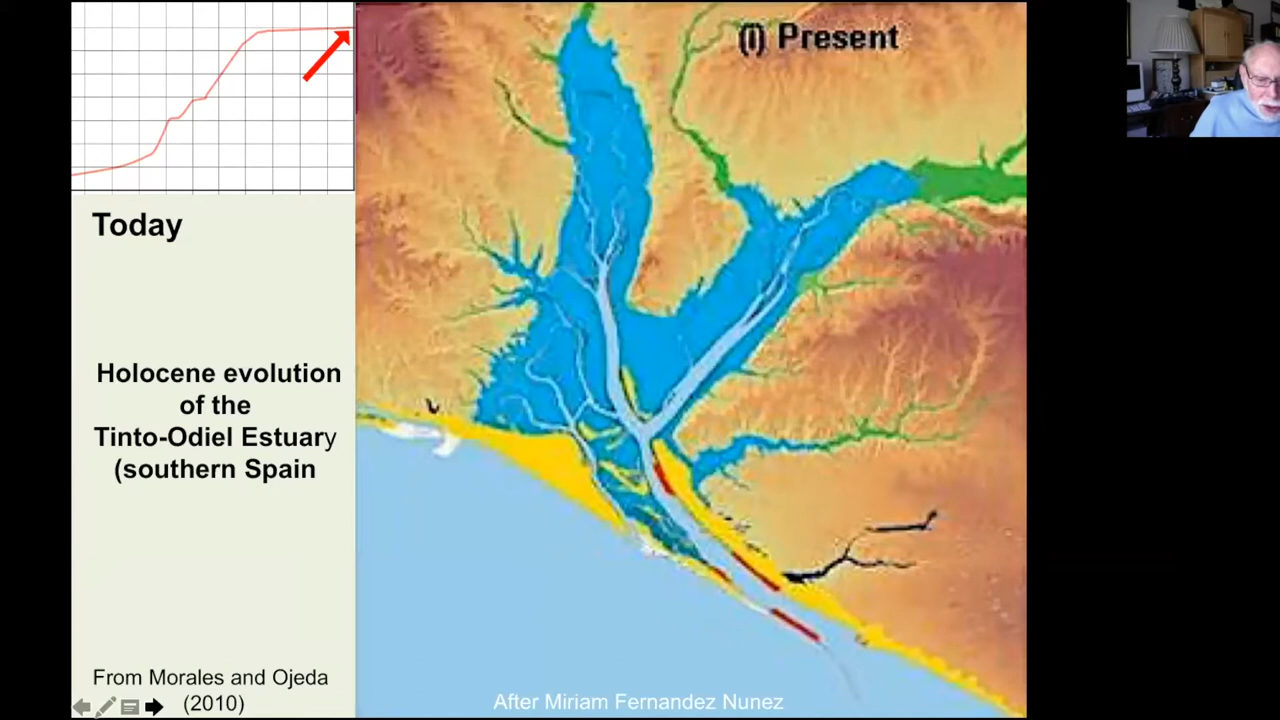 (i) Present
Today
Holocene evolution
of the
Tinto-Odiel Estuary
(southern Spain
From Morales and Ojeda
(2010)
After Miriam Fernandez Nunez